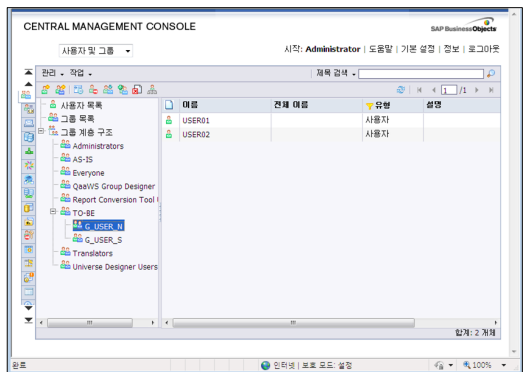 CENTRAL MANAGEMENT CONSOLE
SAP BusinessObjects
사용자 및 그룹
시작: Administrator | 도움말 | 기본 설정 | 정보 | 로그아웃
관리 작업
제목 검색
1 /1
사용자 목록
그룹 목록
그룹 계층 구조
Administrators
AS-IS
Everyone
QaaWS Group Designer
Report Conversion Tool
TO-BE
G_USER_N
G_USER_S
Translators
Universe Designer Users
이름 전체 이름 유형 설명
USER01 사용자
USER02 사용자
합계: 2 개체
완료
인터넷 | 보호 모드: 설정
100%